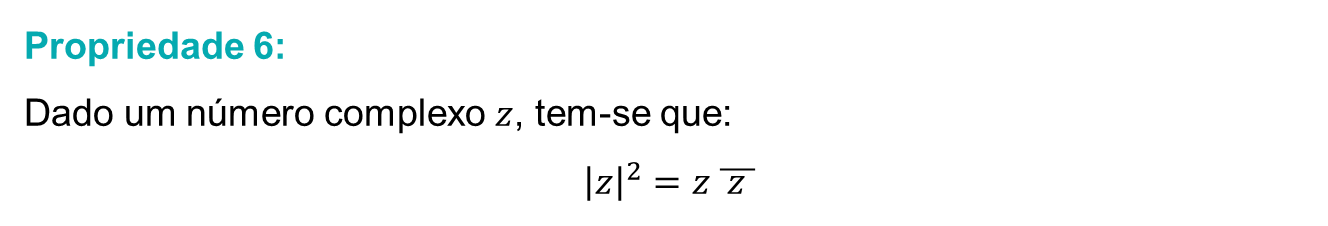 Propriedade 6:
Dado um número complexo z, tem-se que:
|z|² = z z̅